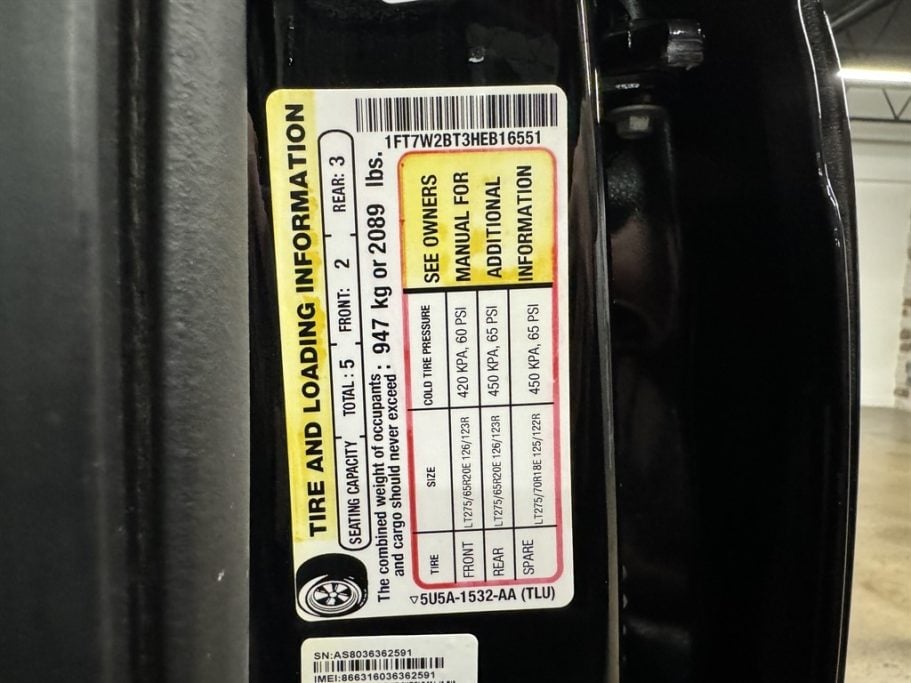 1FT7W2BT3HEB16551
TIRE AND LOADING INFORMATION
SEATING CAPACITY TOTAL: 5 FRONT: 2 REAR: 3
The combined weight of occupants and cargo should never exceed : 947 kg or 2089 lbs.
TIRE SIZE COLD TIRE PRESSURE
FRONT LT275/65R20E 126/123R 420 KPA, 60 PSI
REAR LT275/65R20E 126/123R 450 KPA, 65 PSI
SPARE LT275/70R18E 125/122R 450 KPA, 65 PSI
SEE OWNERS
MANUAL FOR
ADDITIONAL
INFORMATION
5U5A-1532-AA (TLU)
SN:AS8036362591
IMEI:866316036362591